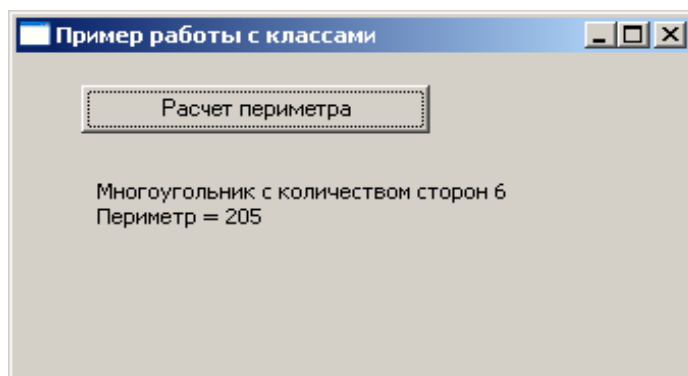 Пример работы с классами
Расчет периметра
Многоугольник с количеством сторон 6
Периметр = 205